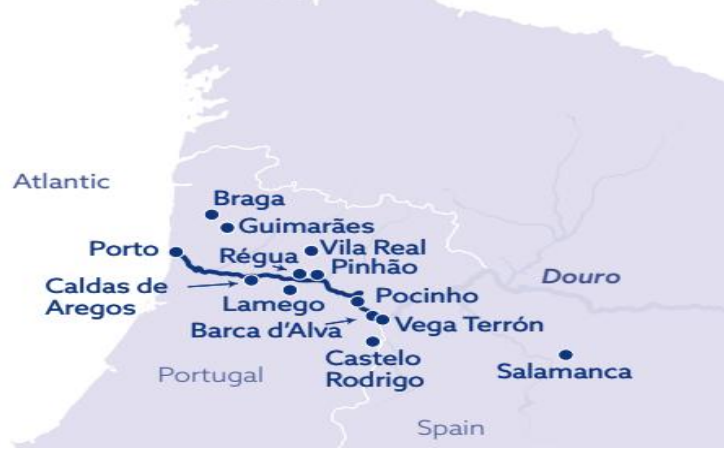 Atlantic
Braga
Guimarães
Porto
Vila Real
Régua
Pinhão
Douro
Caldas de
Aregos
Lamego
Pocinho
Barca d'Alva
Vega Terrón
Castelo
Rodrigo
Salamanca
Portugal
Spain